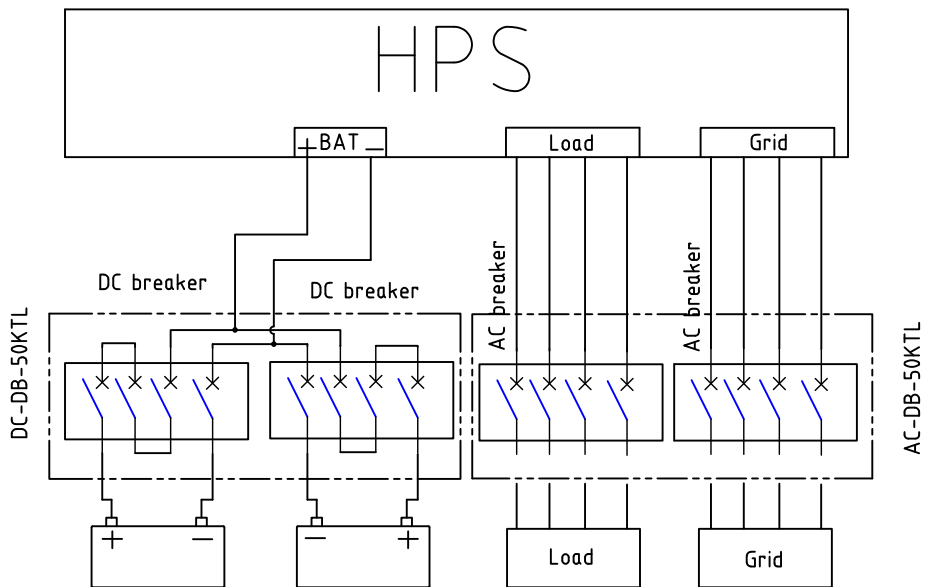 HPS
+ BAT −
Load
Grid
DC breaker
DC breaker
AC breaker
AC breaker
DC-DB-50KTL
AC-DB-50KTL
+ −
− +
Load
Grid